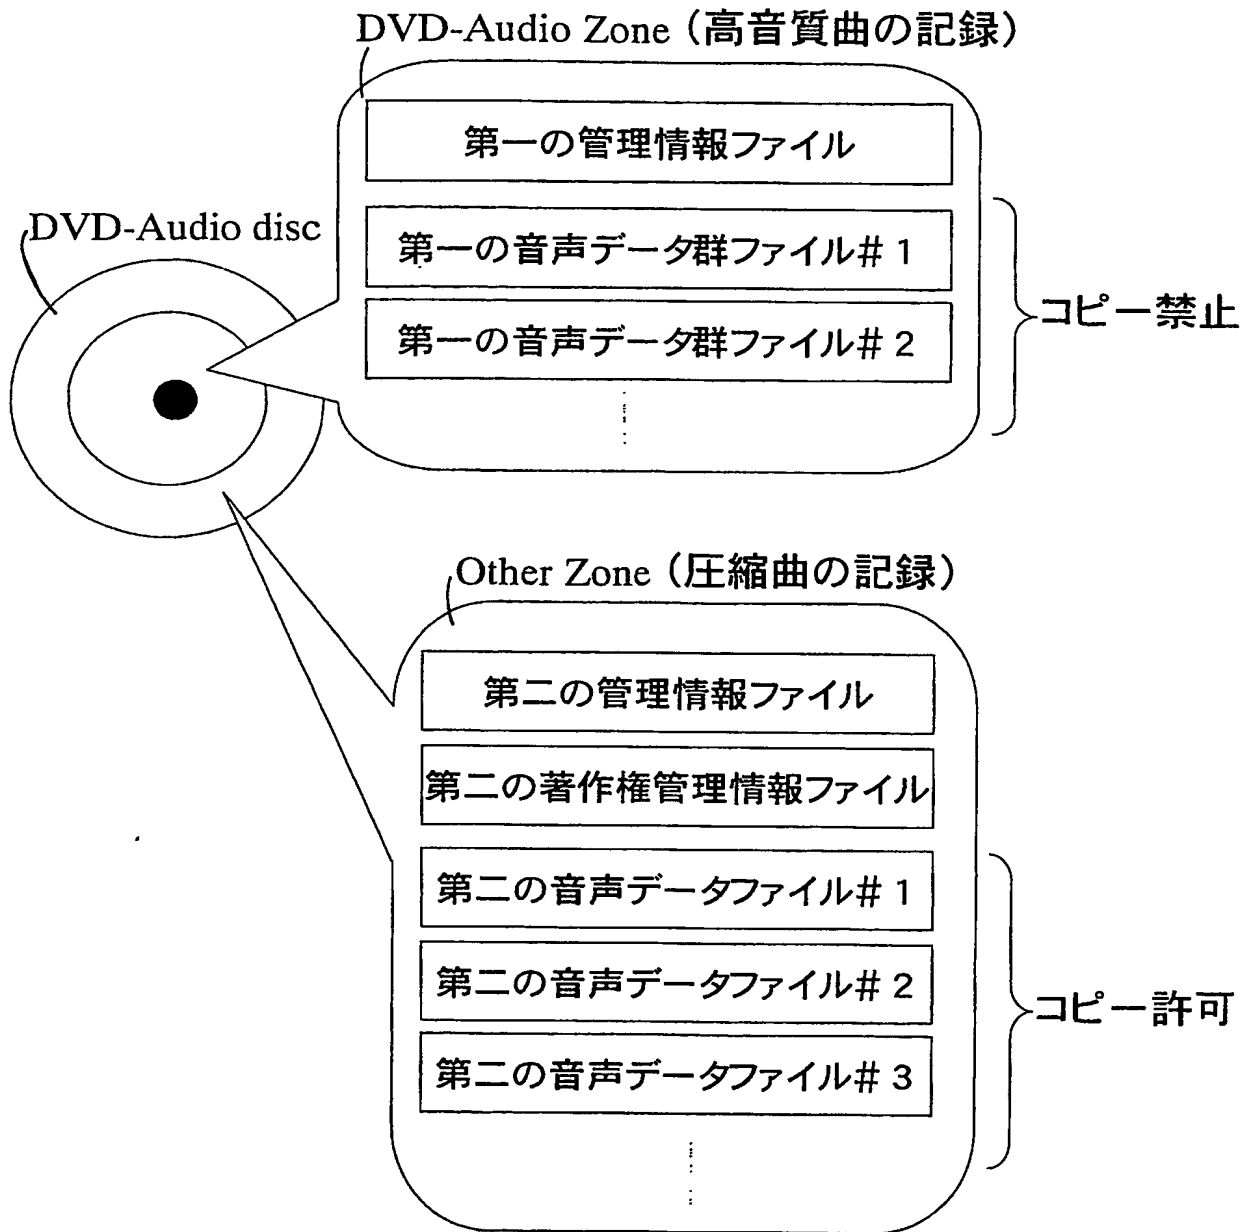 DVD-Audio Zone（高音質曲の記録）
第一の管理情報ファイル
DVD-Audio disc
第一の音声データ群ファイル＃1
コピー禁止
第一の音声データ群ファイル＃2
Other Zone（圧縮曲の記録）
第二の管理情報ファイル
第二の著作権管理情報ファイル
第二の音声データファイル＃1
第二の音声データファイル＃2
コピー許可
第二の音声データファイル＃3